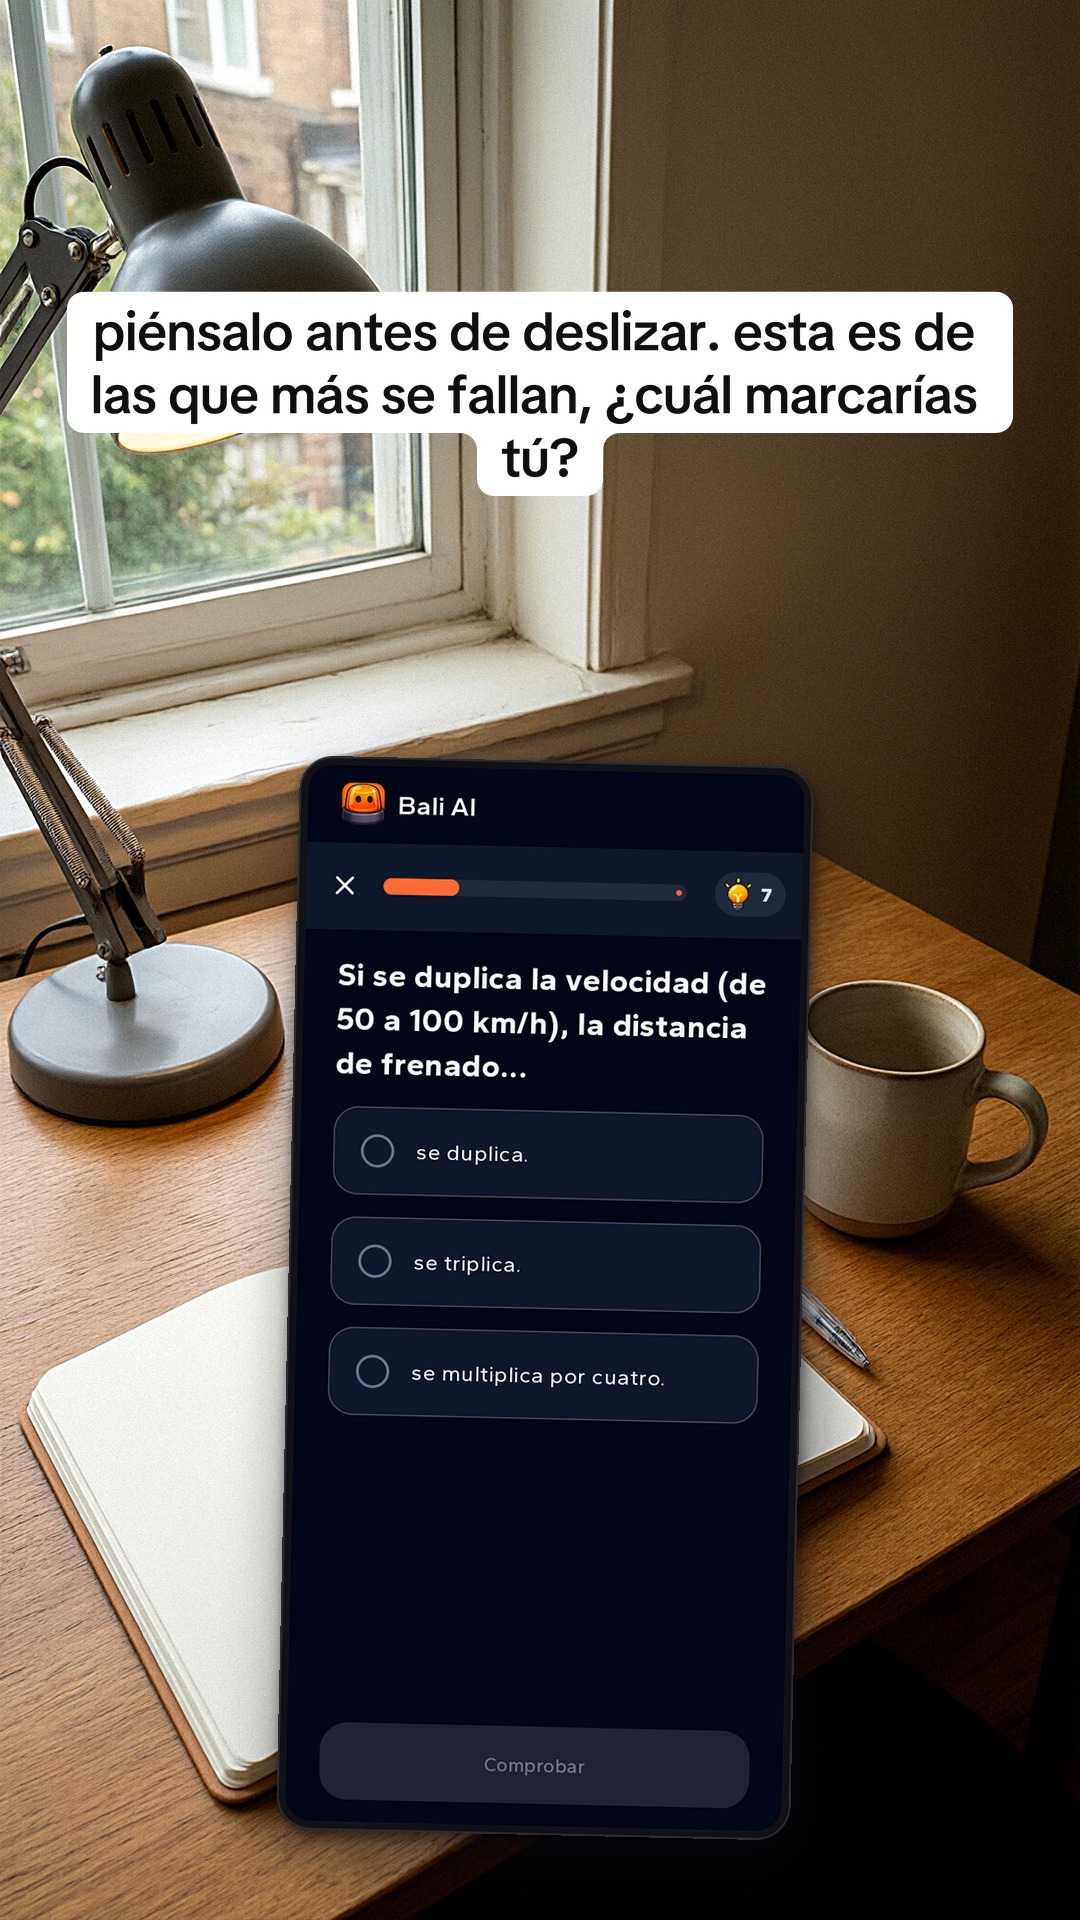 piénsalo antes de deslizar. esta es de
las que más se fallan, ¿cuál marcarías
tú?
Bali AI
7
Si se duplica la velocidad (de
50 a 100 km/h), la distancia
de frenado...
se duplica.
se triplica.
se multiplica por cuatro.
Comprobar